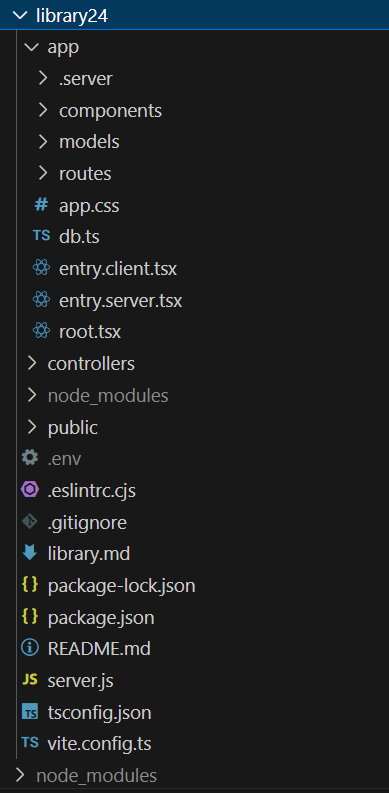 library24
app
.server
components
models
routes
# app.css
TS db.ts
entry.client.tsx
entry.server.tsx
root.tsx
controllers
node_modules
public
.env
.eslintrc.cjs
.gitignore
library.md
{} package-lock.json
{} package.json
README.md
JS server.js
TS tsconfig.json
TS vite.config.ts
node_modules